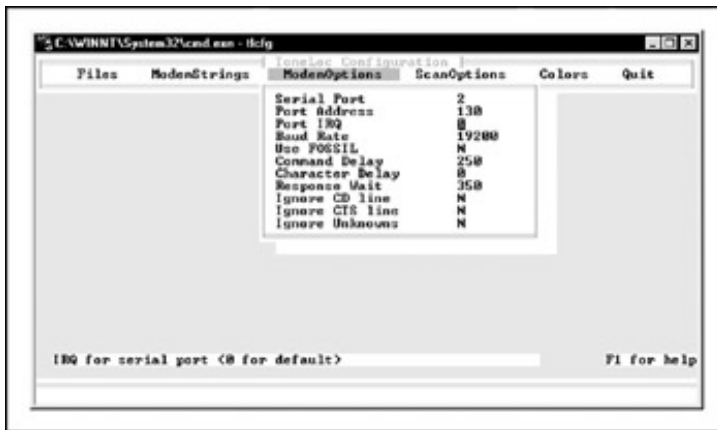 C:\WINNT\System32\cmd.exe - tlcfg
[ ToneLoc Configuration ]
Files ModemStrings ModemOptions ScanOptions Colors Quit
Serial Port 2
Port Address 130
Port IRQ 0
Baud Rate 19200
Use FOSSIL N
Command Delay 250
Character Delay 0
Response Wait 350
Ignore CD line N
Ignore CTS line N
Ignore Unknowns N
IRQ for serial port <0 for default> F1 for help